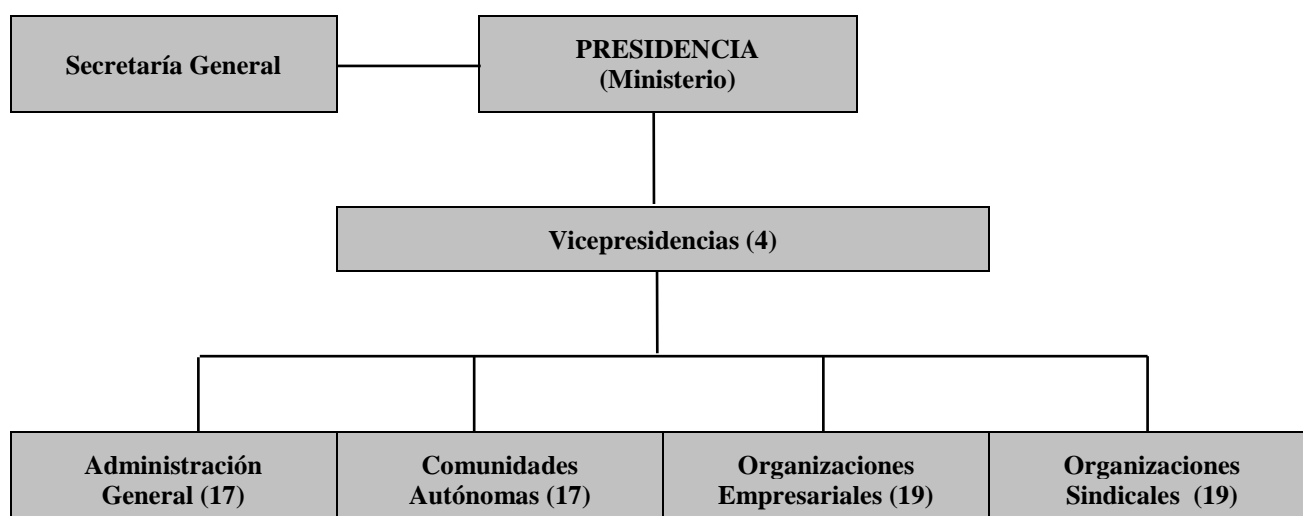 Secretaría General
PRESIDENCIA
(Ministerio)
Vicepresidencias (4)
Administración
General (17)
Comunidades
Autónomas (17)
Organizaciones
Empresariales (19)
Organizaciones
Sindicales (19)